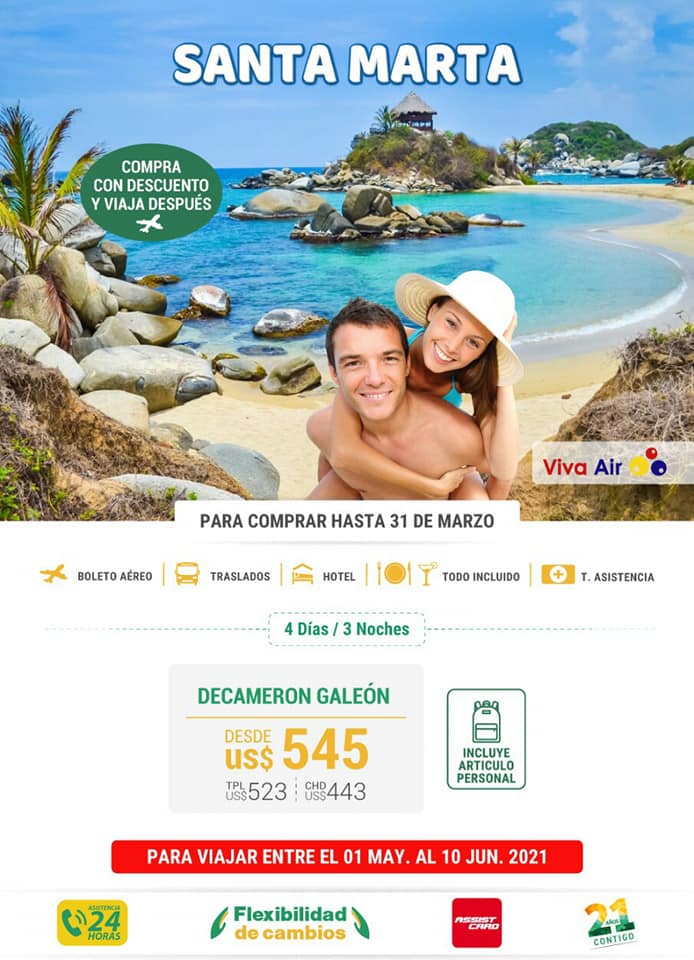 SANTA MARTA
COMPRA
CON DESCUENTO
Y VIAJA DESPUÉS
Viva Air
PARA COMPRAR HASTA 31 DE MARZO
BOLETO AÉREO
TRASLADOS
HOTEL
TODO INCLUIDO
T. ASISTENCIA
4 Días / 3 Noches
DECAMERON GALEÓN
DESDE
US$ 545
TPL
US$523
CHD
US$443
INCLUYE
ARTICULO
PERSONAL
PARA VIAJAR ENTRE EL 01 MAY. AL 10 JUN. 2021
ASISTENCIA
24
HORAS
Flexibilidad
de cambios
ASSIST
CARD
21
AÑOS
CONTIGO